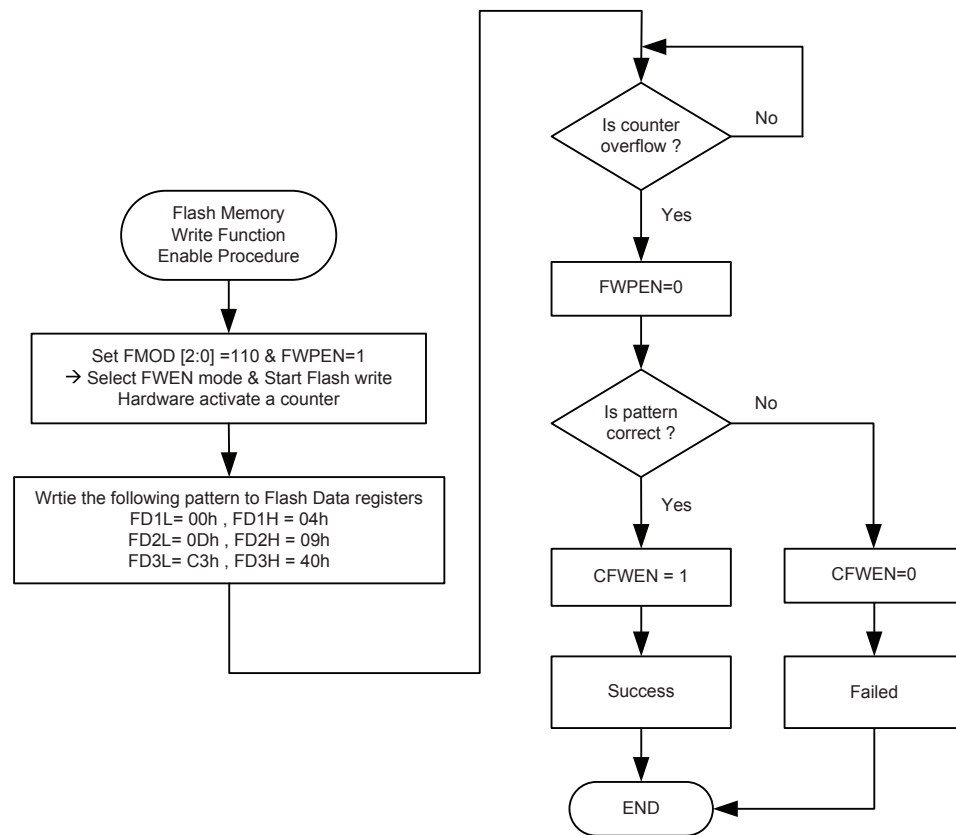 Flash Memory
Write Function
Enable Procedure
Set FMOD [2:0] =110 & FWPEN=1
→ Select FWEN mode & Start Flash write
Hardware activate a counter
Wrtie the following pattern to Flash Data registers
FD1L= 00h , FD1H = 04h
FD2L= 0Dh , FD2H = 09h
FD3L= C3h , FD3H = 40h
Is counter
overflow ?
No
Yes
FWPEN=0
Is pattern
correct ?
No
Yes
CFWEN = 1
CFWEN=0
Success
Failed
END